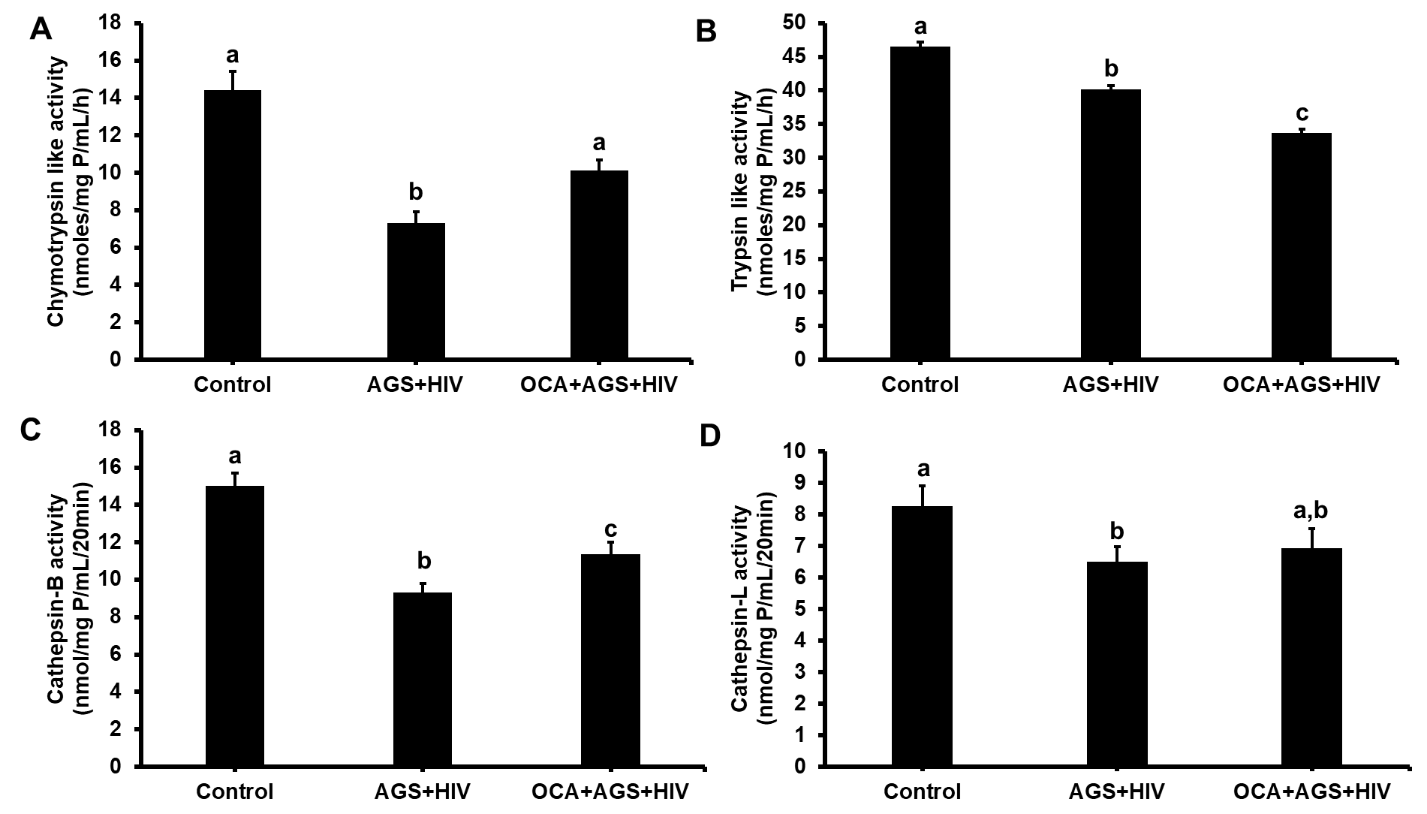 A
Chymotrypsin like activity
(nmoles/mg P/mL/h)
18
16
14
12
10
8
6
4
2
0
a
b
a
Control
AGS+HIV
OCA+AGS+HIV
B
Trypsin like activity
(nmoles/mg P/mL/h)
50
45
40
35
30
25
20
15
10
5
0
a
b
c
Control
AGS+HIV
OCA+AGS+HIV
C
Cathepsin-B activity
(nmol/mg P/mL/20min)
18
16
14
12
10
8
6
4
2
0
a
b
c
Control
AGS+HIV
OCA+AGS+HIV
D
Cathepsin-L activity
(nmol/mg P/mL/20min)
10
9
8
7
6
5
4
3
2
1
0
a
b
a,b
Control
AGS+HIV
OCA+AGS+HIV